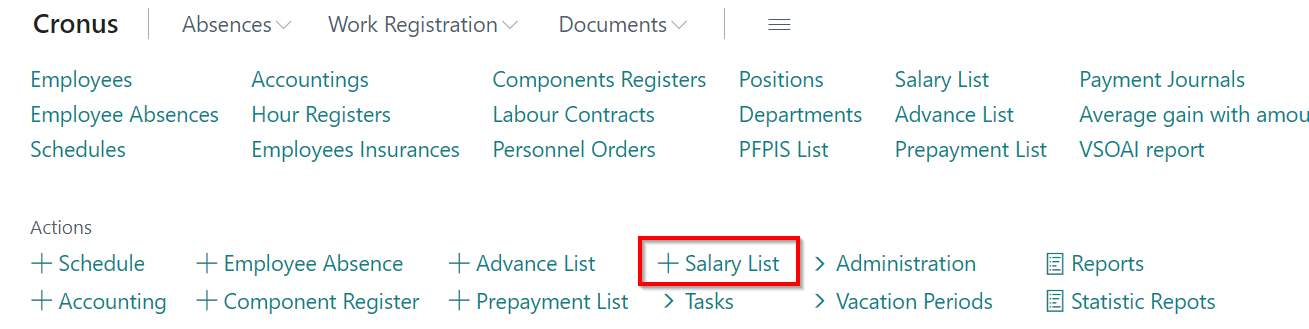 Cronus Absences Work Registration Documents
Employees Accountings Components Registers Positions Salary List Payment Journals
Employee Absences Hour Registers Labour Contracts Departments Advance List Average gain with amou
Schedules Employees Insurances Personnel Orders PFPIS List Prepayment List VSOAI report
Actions
+ Schedule + Employee Absence + Advance List + Salary List > Administration Reports
+ Accounting + Component Register + Prepayment List > Tasks > Vacation Periods Statistic Repots